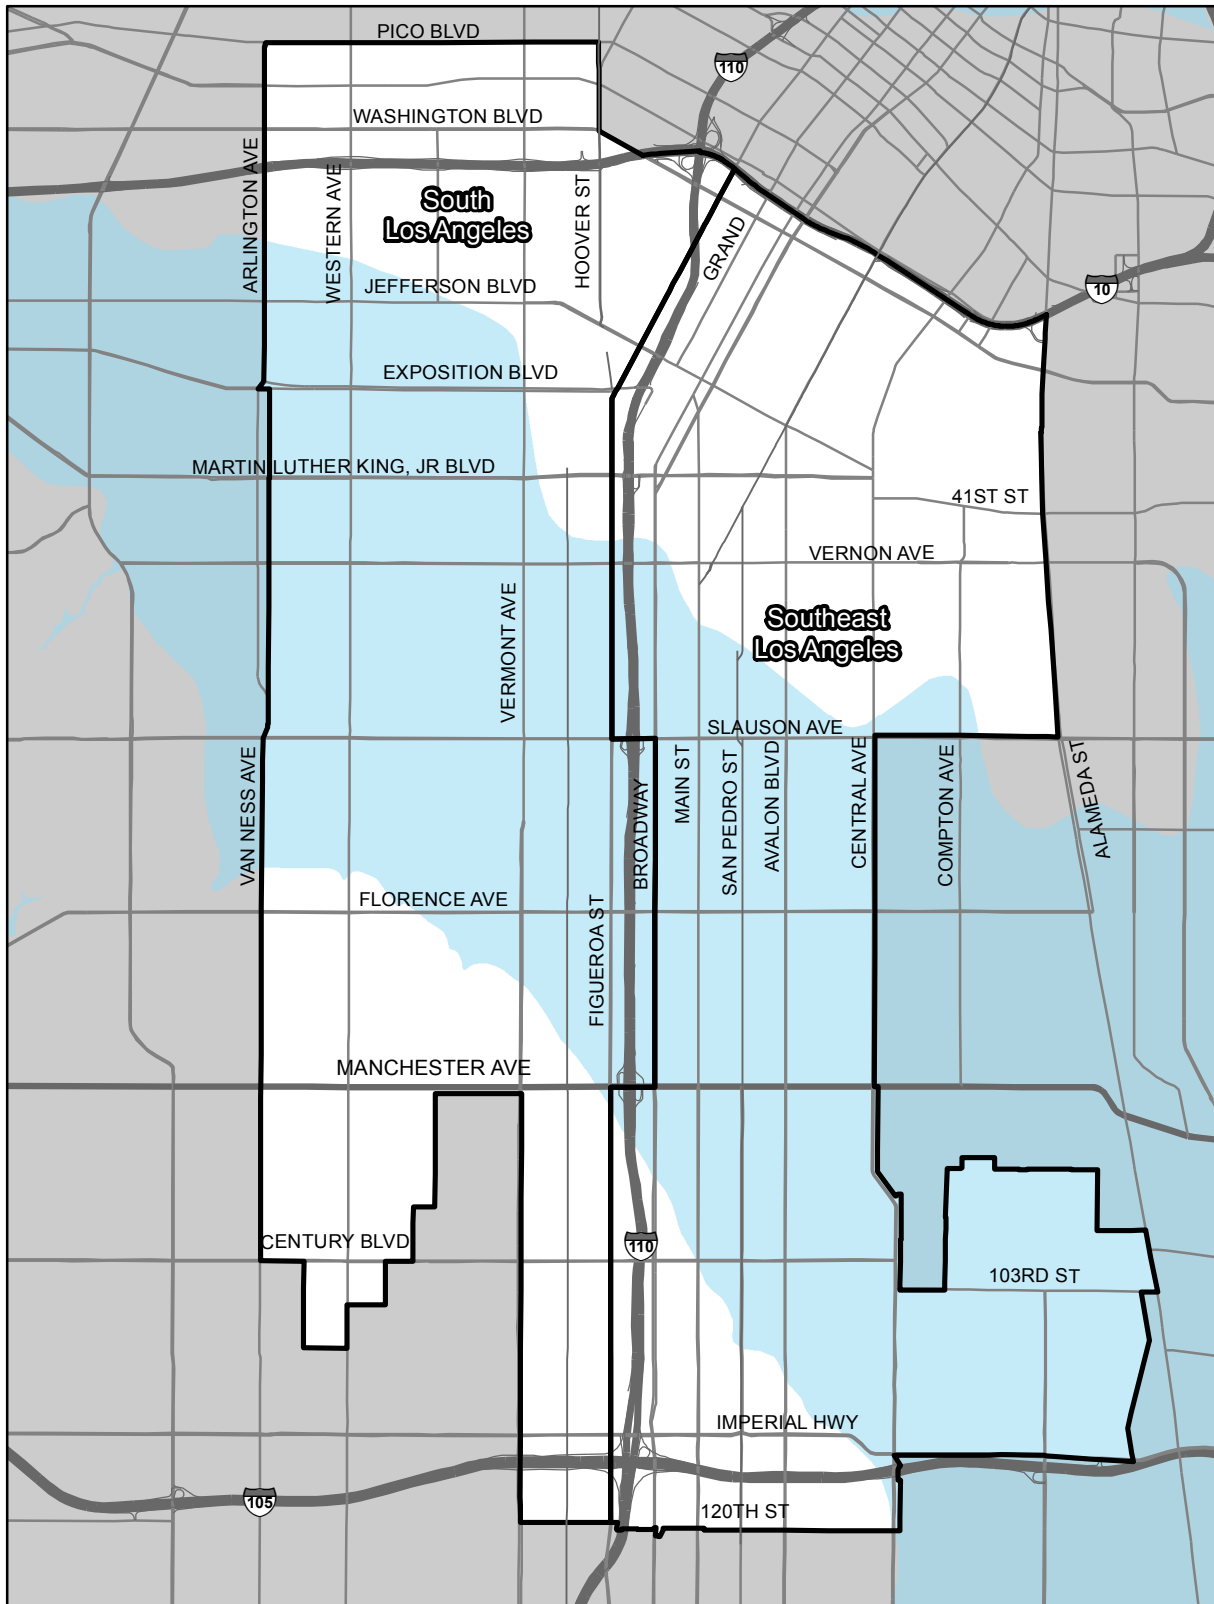 PICO BLVD
110
WASHINGTON BLVD
ARLINGTON AVE
WESTERN AVE
South
Los Angeles
HOOVER ST
GRAND
JEFFERSON BLVD
10
EXPOSITION BLVD
MARTIN LUTHER KING, JR BLVD
41ST ST
VERNON AVE
VERMONT AVE
Southeast
Los Angeles
SLAUSON AVE
VAN NESS AVE
BROADWAY
MAIN ST
SAN PEDRO ST
AVALON BLVD
CENTRAL AVE
COMPTON AVE
ALAMEDA ST
FLORENCE AVE
FIGUEROA ST
MANCHESTER AVE
CENTURY BLVD
110
103RD ST
IMPERIAL HWY
105
120TH ST